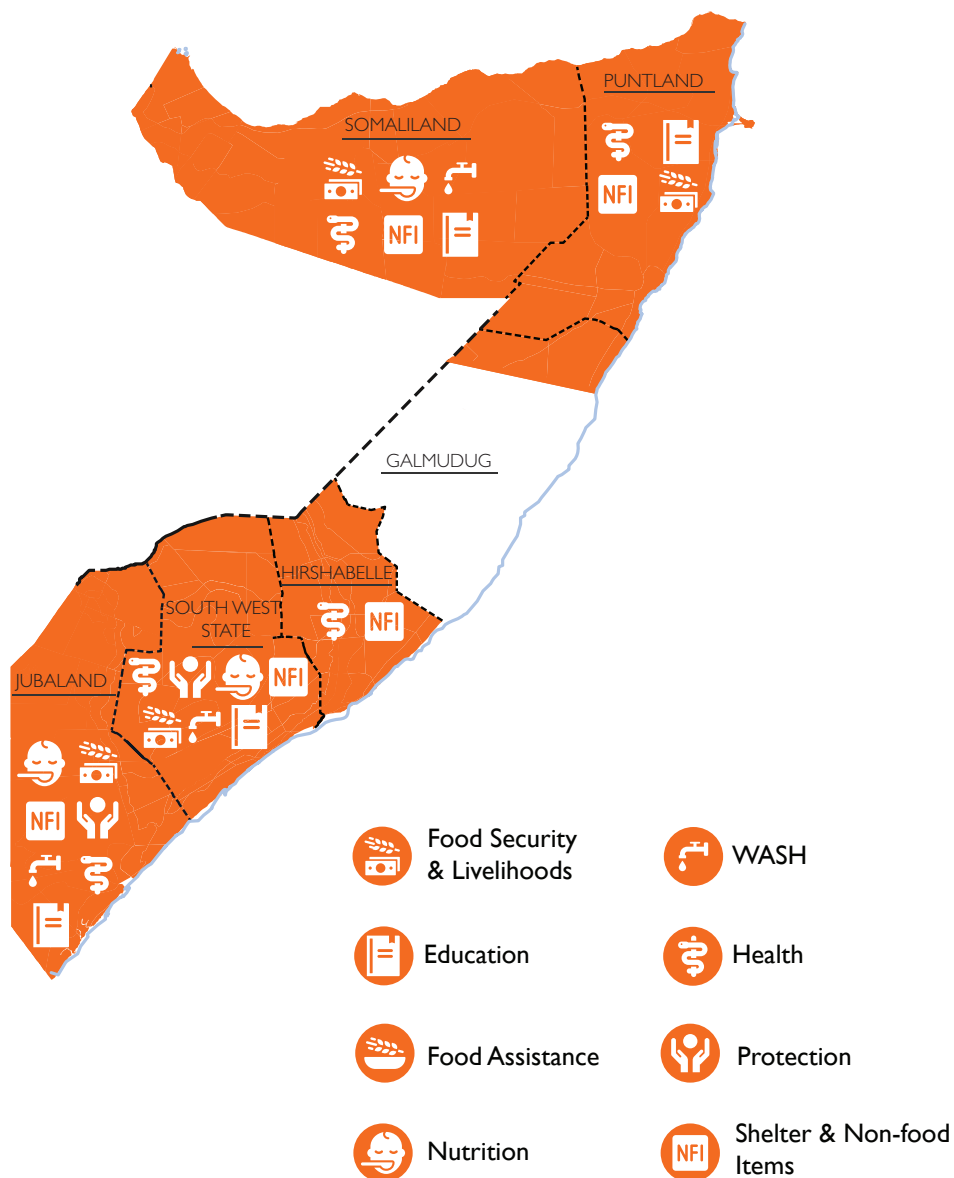 PUNTLAND
SOMALILAND
NFI
NFI
GALMUDUG
HIRSHABELLE
SOUTH WEST
STATE
NFI
NFI
JUBALAND
NFI
Food Security
& Livelihoods
WASH
Education
Health
Food Assistance
Protection
Nutrition
NFI
Shelter & Non-food
Items